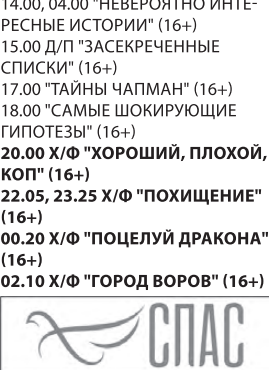 14.00, 04.00 "НЕВЕРОЯТНО ИНТЕ-
РЕСНЫЕ ИСТОРИИ" (16+)
15.00 Д/П "ЗАСЕКРЕЧЕННЫЕ
СПИСКИ" (16+)
17.00 "ТАЙНЫ ЧАПМАН" (16+)
18.00 "САМЫЕ ШОКИРУЮЩИЕ
ГИПОТЕЗЫ" (16+)
20.00 Х/Ф "ХОРОШИЙ, ПЛОХОЙ,
КОП" (16+)
22.05, 23.25 Х/Ф "ПОХИЩЕНИЕ"
(16+)
00.20 Х/Ф "ПОЦЕЛУЙ ДРАКОНА"
(16+)
02.10 Х/Ф "ГОРОД ВОРОВ" (16+)
СПАС